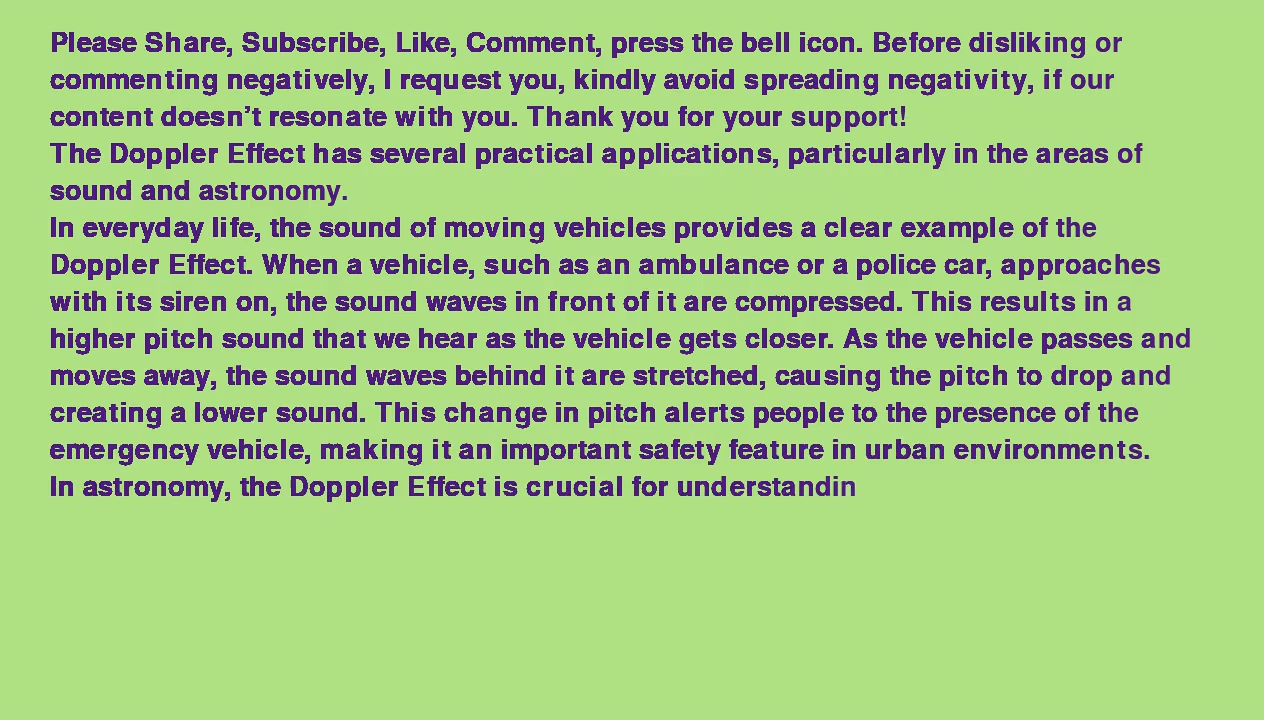 Please Share, Subscribe, Like, Comment, press the bell icon. Before disliking or
commenting negatively, I request you, kindly avoid spreading negativity, if our
content doesn’t resonate with you. Thank you for your support!
The Doppler Effect has several practical applications, particularly in the areas of
sound and astronomy.
In everyday life, the sound of moving vehicles provides a clear example of the
Doppler Effect. When a vehicle, such as an ambulance or a police car, approaches
with its siren on, the sound waves in front of it are compressed. This results in a
higher pitch sound that we hear as the vehicle gets closer. As the vehicle passes and
moves away, the sound waves behind it are stretched, causing the pitch to drop and
creating a lower sound. This change in pitch alerts people to the presence of the
emergency vehicle, making it an important safety feature in urban environments.
In astronomy, the Doppler Effect is crucial for understandin